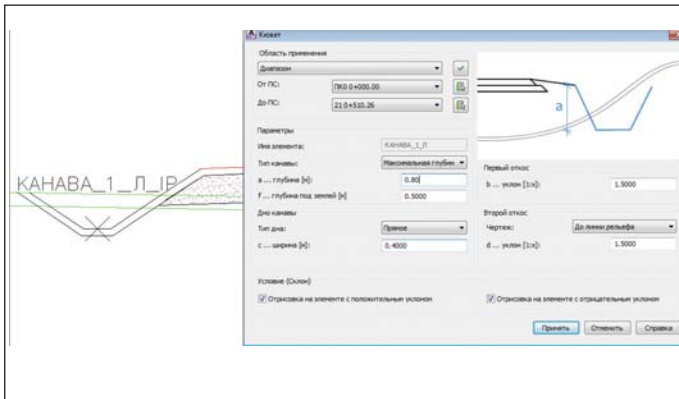 КАНАВА_1_Л_IP
Кювет
Область применения
Диапазон
От ПС:
ПК0 0+000.00
До ПС:
21 0+510.26
Параметры
Имя элемента:
КАНАВА_1_Л
Тип канавы:
Максимальная глубин
a ... глубина [м]:
0.80
f ... глубина под землей [м]
0.5000
Дно канавы
Тип дна:
Прямое
c ... ширина [м]:
0.4000
a
Первый откос
b ... уклон [1:x]:
1.5000
Второй откос
Чертеж:
До линии рельефа
d ... уклон [1:x]:
1.5000
Условие (Склон)
Отрисовка на элементе с положительным уклоном
Отрисовка на элементе с отрицательным уклоном
Принять
Отменить
Справка